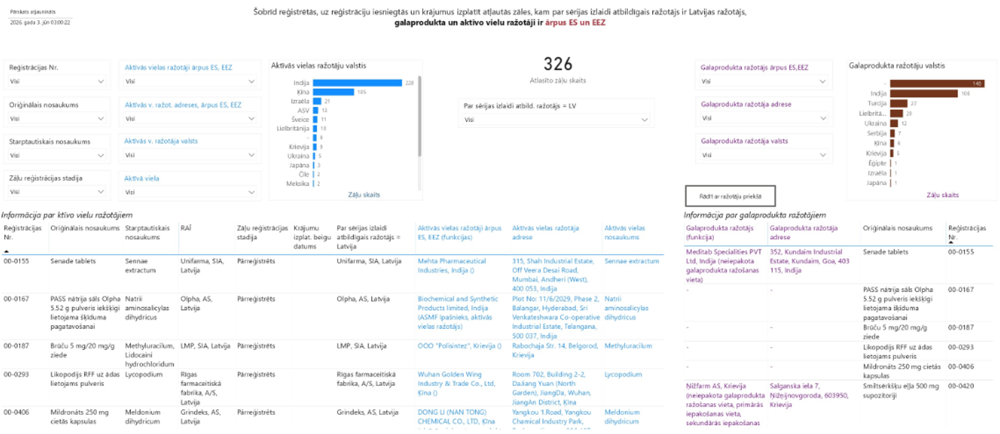 Pārskats atjaunināts
2026. gada 3. jūn 03:00:22
Šobrīd reģistrētās, uz reģistrāciju iesniegtās un krājumus izplatīt atļautās zāles, kam par sērijas izlaidi atbildīgais ražotājs ir Latvijas ražotājs,
galaprodukta un aktīvo vielu ražotāji ir ārpus ES un EEZ
Reģistrācijas Nr.
Visi
Oriģinālais nosaukums
Visi
Starptautiskais nosaukums
Visi
Zāļu reģistrācijas stadija
Visi
Aktīvās vielas ražotāji ārpus ES, EEZ
Visi
Aktīvās v. ražot. adreses, ārpus ES, EEZ
Visi
Aktīvās v. ražotāja valsts
Visi
Aktīvā viela
Visi
Aktīvās vielas ražotāju valstis
Indija 228
Ķīna 105
Izraēla 21
ASV 13
Šveice 11
Lielbritānija 10
- 9
Krievija 9
Ukraina 5
Japāna 3
Čīle 2
Meksika 2
Zāļu skaits
326
Atlasīto zāļu skaits
Par sērijas izlaidi atbild. ražotājs = LV
Visi
Galaprodukta ražotājs ārpus ES,EEZ
Visi
Galaprodukta ražotāja adrese
Visi
Galaprodukta ražotāja valsts
Visi
Rādīt ar ražotāju priekšā
Galaprodukta ražotāju valstis
- 148
Indija 106
Turcija 27
Lielbritā... 20
Ukraina 12
Serbija 7
Ķīna 6
Krievija 5
Ēģipte 1
Izraēla 1
Japāna 1
Zāļu skaits
Informācija par ktīvo vielu ražotājiem
Reģistrācijas Nr.
Oriģinālais nosaukums
Starptautiskais nosaukums
RAĪ
Zāļu reģistrācijas stadija
Krājumu izplat. beigu datums
Par sērijas izlaidi atbildīgais ražotājs = Latvija
Aktīvās vielas ražotāji ārpus ES, EEZ (funkcijas)
Aktīvās vielas ražotāja adrese
Aktīvās vielas nosaukums
00-0155
Senade tablets
Sennae extractum
Unifarma, SIA, Latvija
Pārreģistrēts
Unifarma, SIA, Latvija
Mehta Pharmaceutical Industries, Indija ()
315, Shah Industrial Estate, Off Veera Desai Road, Mumbai, Andheri (West), 400 053, Indija
Sennae extractum
00-0167
PASS nātrija sāls Olpha 5.52 g pulveris iekšķīgi lietojama šķīduma pagatavošanai
Natrii aminosalicylas dihydricus
Olpha, AS, Latvija
Pārreģistrēts
Olpha, AS, Latvija
Biochemical and Synthetic Products limited, Indija (ASMF īpašnieks, aktīvās vielas ražotājs)
Plot No: 11/6/2029, Phase 2, Balangar, Hyderabad, Sri Venkateshwara Co-operative Industrial Estate, Telangana, 500 037, Indija
Natrii aminosalicylas dihydricus
00-0187
Brūču 5 mg/20 mg/g ziede
Methyluracilum, Lidocaini hydrochloridum
LMP, SIA, Latvija
Pārreģistrēts
LMP, SIA, Latvija
OOO "Polisintez", Krievija ()
Rabochaja Str. 14, Belgorod, Krievija
Methyluracilum
00-0293
Likopodijs RFF uz ādas lietojams pulveris
Lycopodium
Rīgas farmaceitiskā fabrika, A/S, Latvija
Pārreģistrēts
Rīgas farmaceitiskā fabrika, A/S, Latvija
Wuhan Golden Wing Industry & Trade Co., Ltd, Ķīna ()
Room 702, Building 2-2, DaJiang Yuan (North Garden), JiangDa, Wuhan, JiangAn District, Ķīna
Lycopodium
00-0406
Mildronāts 250 mg cietās kapsulas
Meldonium dihydricum
Grindeks, AS, Latvija
Pārreģistrēts
Grindeks, AS, Latvija
DONG LI (NAN TONG) CHEMICAL CO., LTD, Ķīna
Yangkou 1.Road, Yangkou Chamical Industry Park,
Meldonium dihydricum
Informācija par galaprodukta ražotājiem
Galaprodukta ražotājs (funkcija)
Galaprodukta ražotāja adrese
Oriģinālais nosaukums
Reģistrācijas Nr.
Meditab Specialities PVT Ltd, Indija (neiepakota galaprodukta ražošanas vieta)
352, Kundaim Industrial Estate, Kundaim, Goa, 403 115, Indija
Senade tablets
00-0155
-
-
PASS nātrija sāls Olpha 5.52 g pulveris iekšķīgi lietojama šķīduma pagatavošanai
00-0167
-
-
Brūču 5 mg/20 mg/g ziede
00-0187
-
-
Likopodijs RFF uz ādas lietojams pulveris
00-0293
-
-
Mildronāts 250 mg cietās kapsulas
00-0406
Ņižfarm AS, Krievija (neiepakota galaprodukta ražošanas vieta, primārās iepakošanas vieta, sekundārās iepakošanas
Salganska iela 7, Ņižņijnovgoroda, 603950, Krievija
Smiltsērkšķu eļļa 500 mg supozitoriji
00-0420